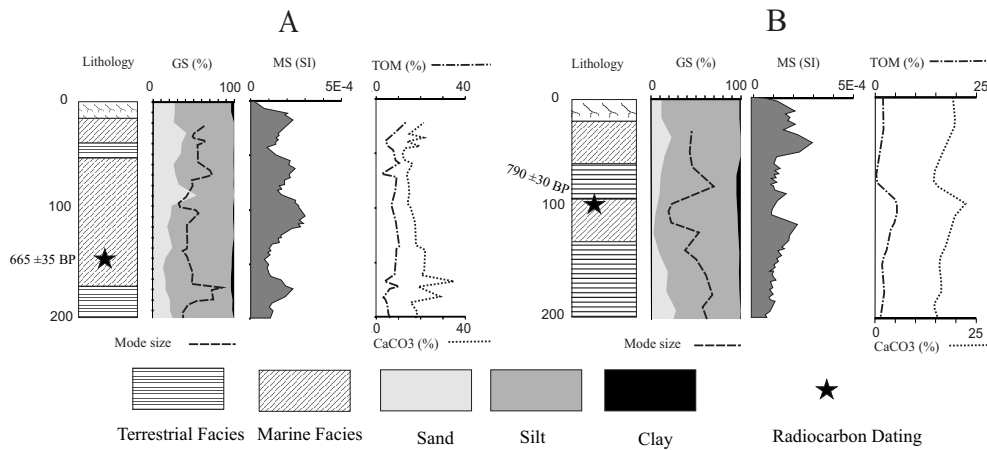 A
B
Lithology GS (%) MS (SI) TOM (%)
0 100 0 5E-4 0 40
0
100
200
665 ±35 BP
Mode size
0 40
CaCO3 (%)
Lithology GS (%) MS (SI) TOM (%)
0 100 0 5E-4 0 25
0
100
200
790 ±30 BP
Mode size
0 25
CaCO3 (%)
Terrestrial Facies Marine Facies Sand Silt Clay Radiocarbon Dating